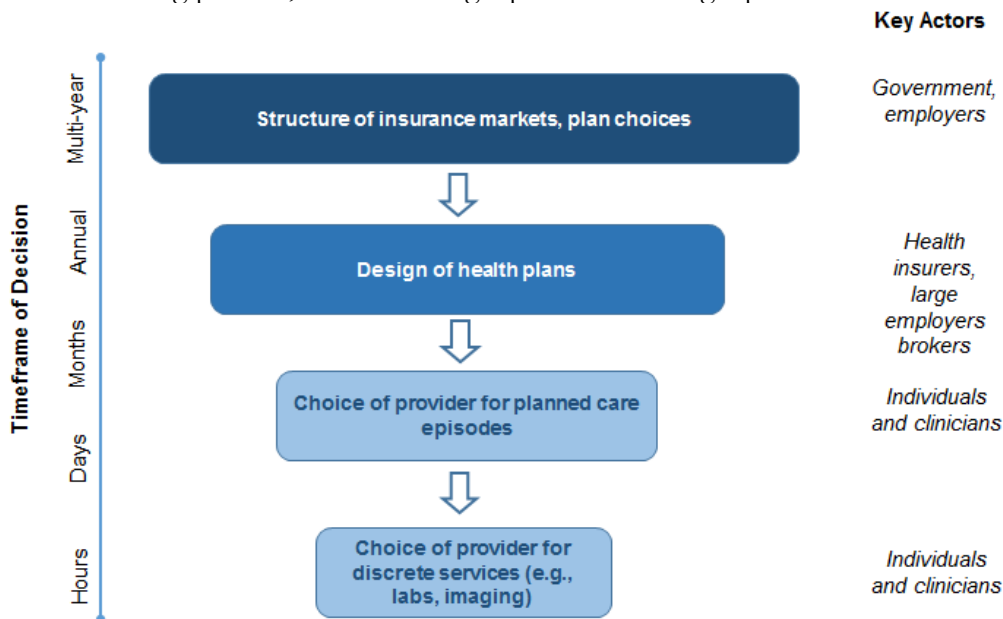 Key Actors
Multi-year
Structure of insurance markets, plan choices
Government,
employers
Annual
Design of health plans
Health
insurers,
large
employers
brokers
Timeframe of Decision
Months
Choice of provider for planned care
episodes
Individuals
and clinicians
Days
Hours
Choice of provider for
discrete services (e.g.,
labs, imaging)
Individuals
and clinicians